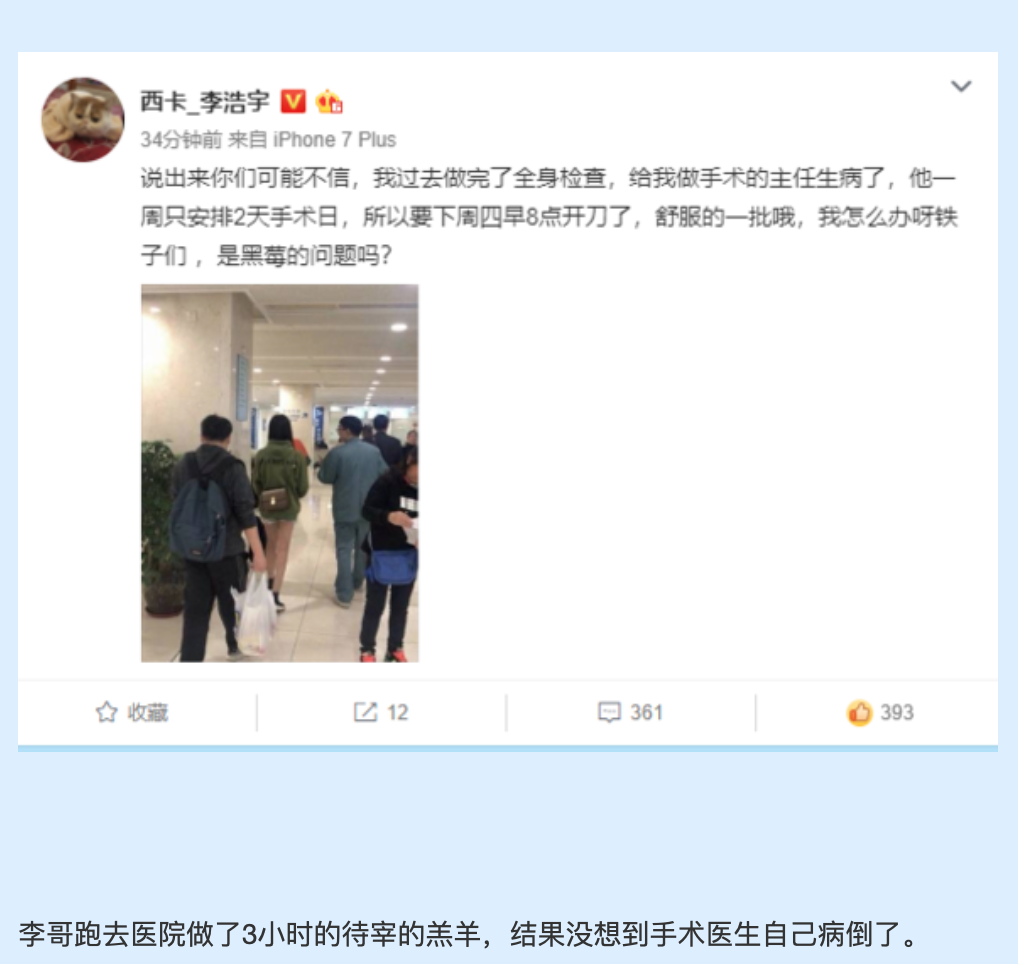 西卡_李浩宇
34分钟前 来自 iPhone 7 Plus
说出来你们可能不信，我过去做完了全身检查，给我做手术的主任生病了，他一
周只安排2天手术日，所以要下周四早8点开刀了，舒服的一批哦，我怎么办呀铁
子们 ，是黑莓的问题吗？
收藏
12
361
393
李哥跑去医院做了3小时的待宰的羔羊，结果没想到手术医生自己病倒了。